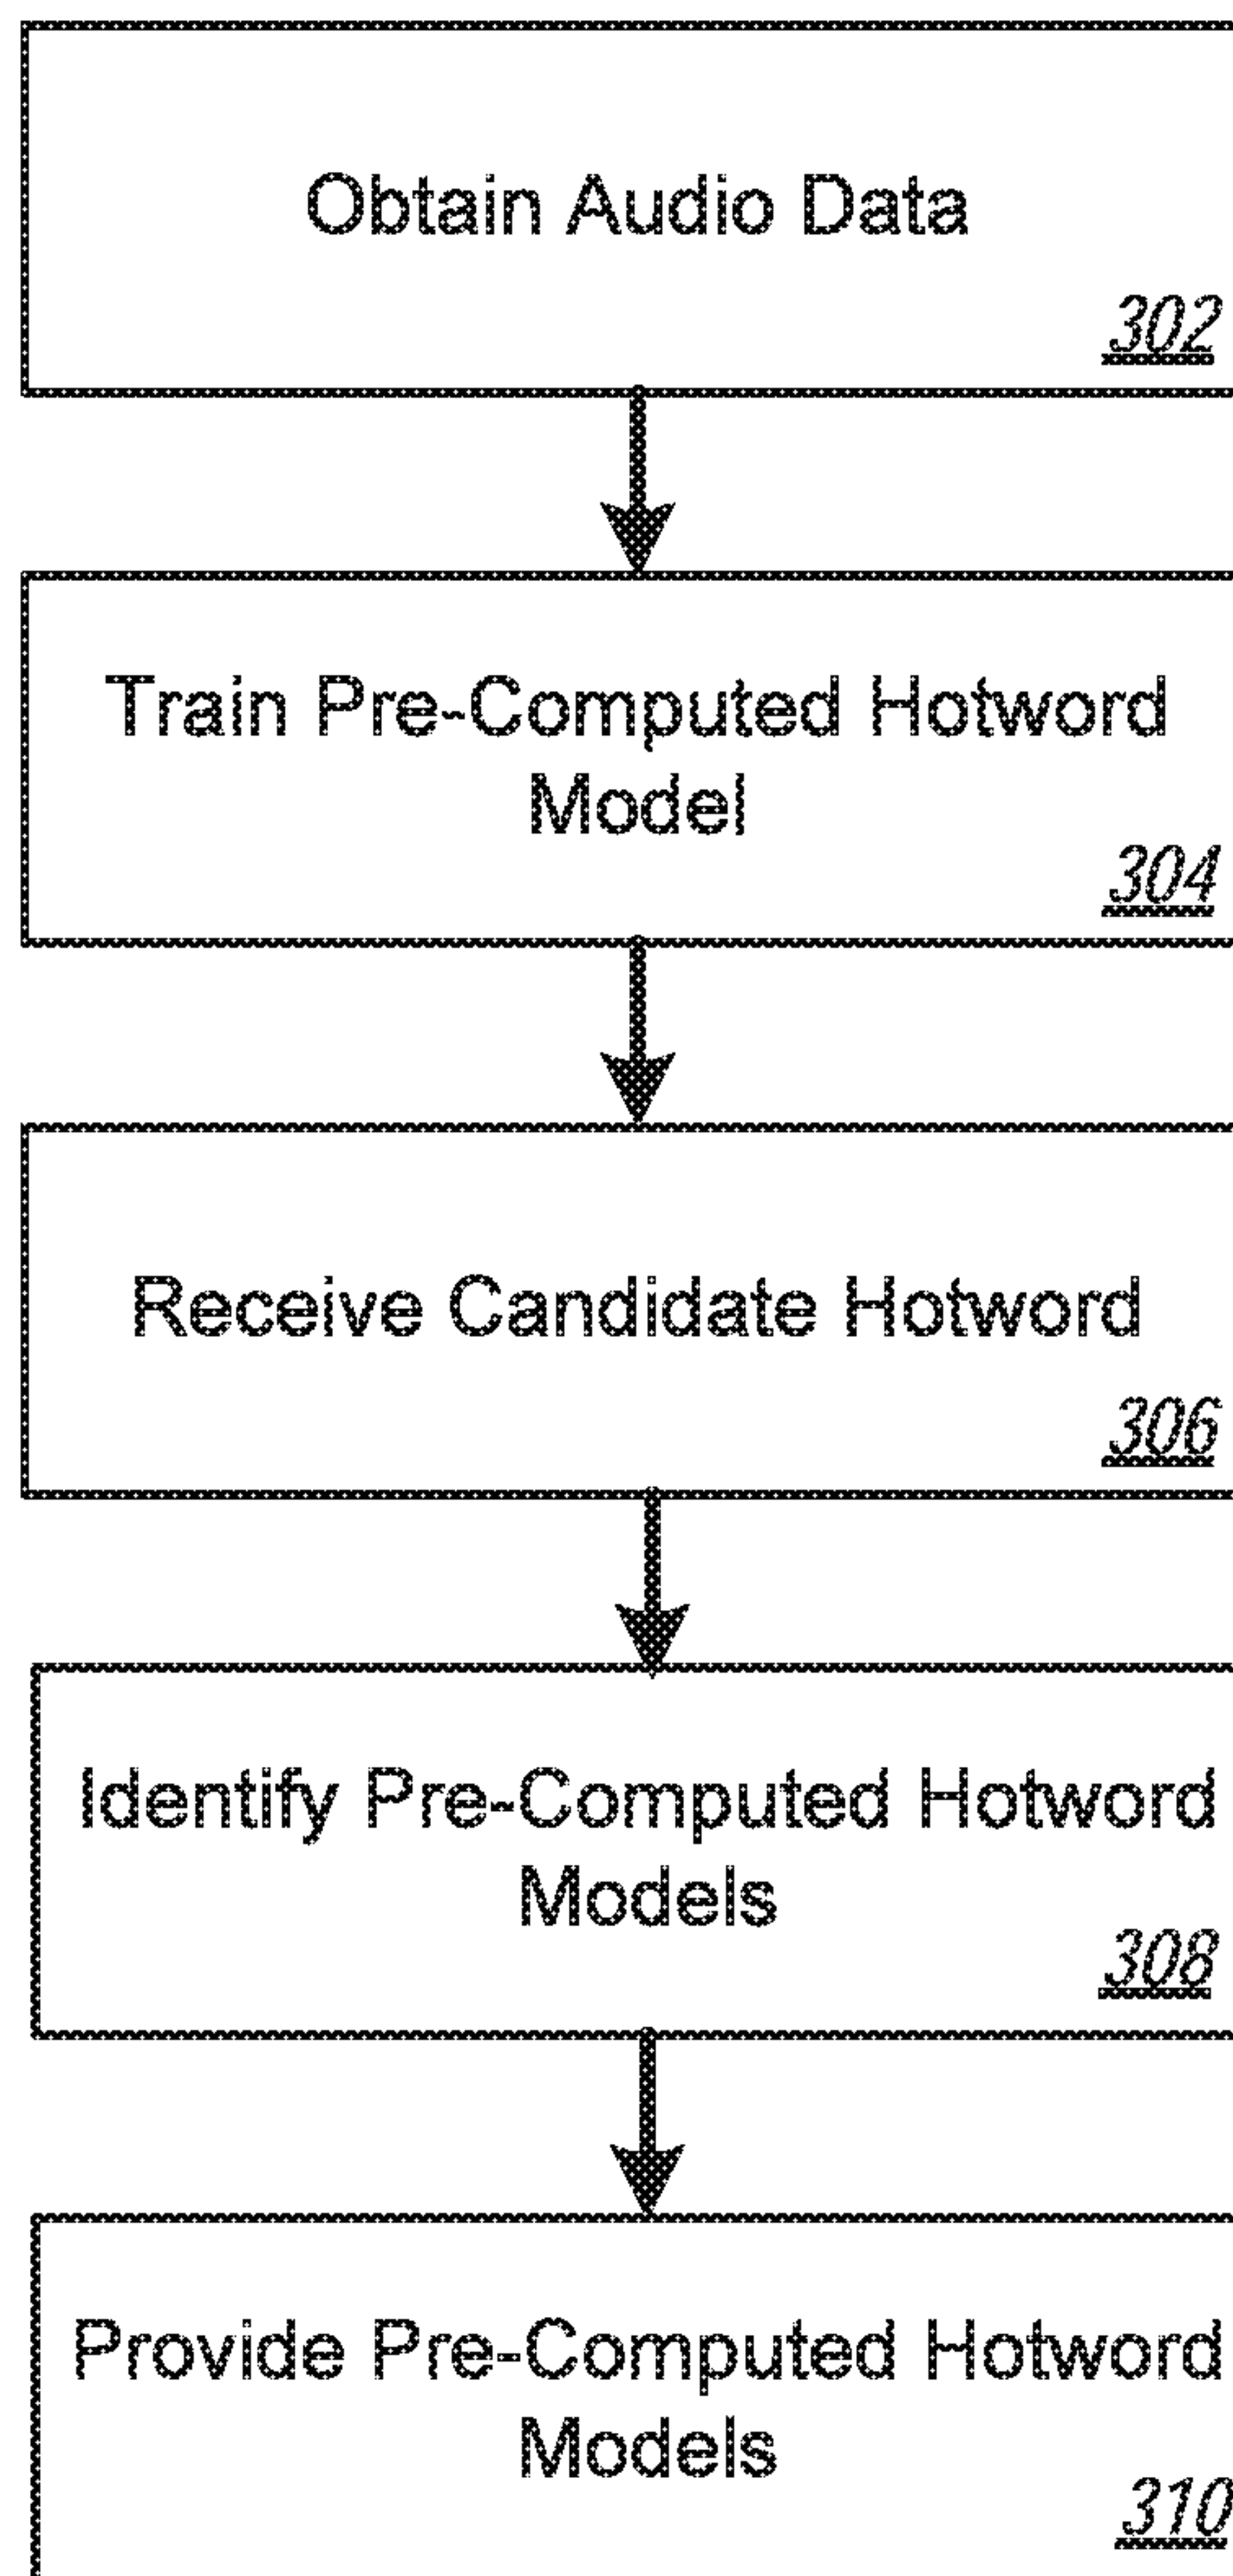 Obtain Audio Data
302
Train Pre-Computed Hotword
Model
304
Receive Candidate Hotword
306
Identify Pre-Computed Hotword
Models
308
Provide Pre-Computed Hotword
Models
310